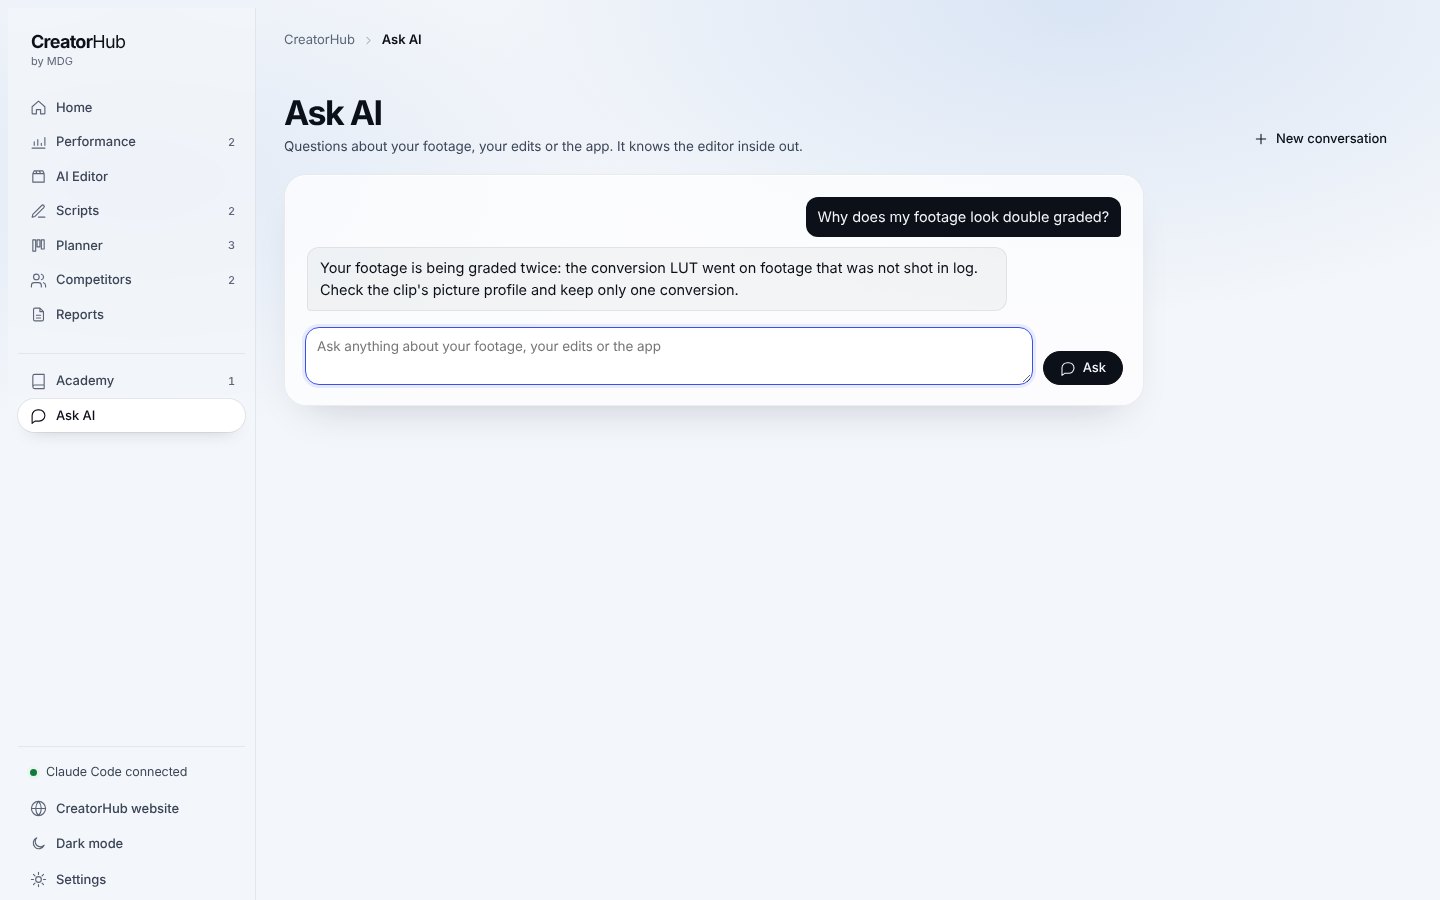 CreatorHub
by MDG
Home
Performance 2
AI Editor
Scripts 2
Planner 3
Competitors 2
Reports
Academy 1
Ask AI
Claude Code connected
CreatorHub website
Dark mode
Settings
CreatorHub > Ask AI
Ask AI
Questions about your footage, your edits or the app. It knows the editor inside out.
New conversation
Why does my footage look double graded?
Your footage is being graded twice: the conversion LUT went on footage that was not shot in log.
Check the clip's picture profile and keep only one conversion.
Ask anything about your footage, your edits or the app
Ask